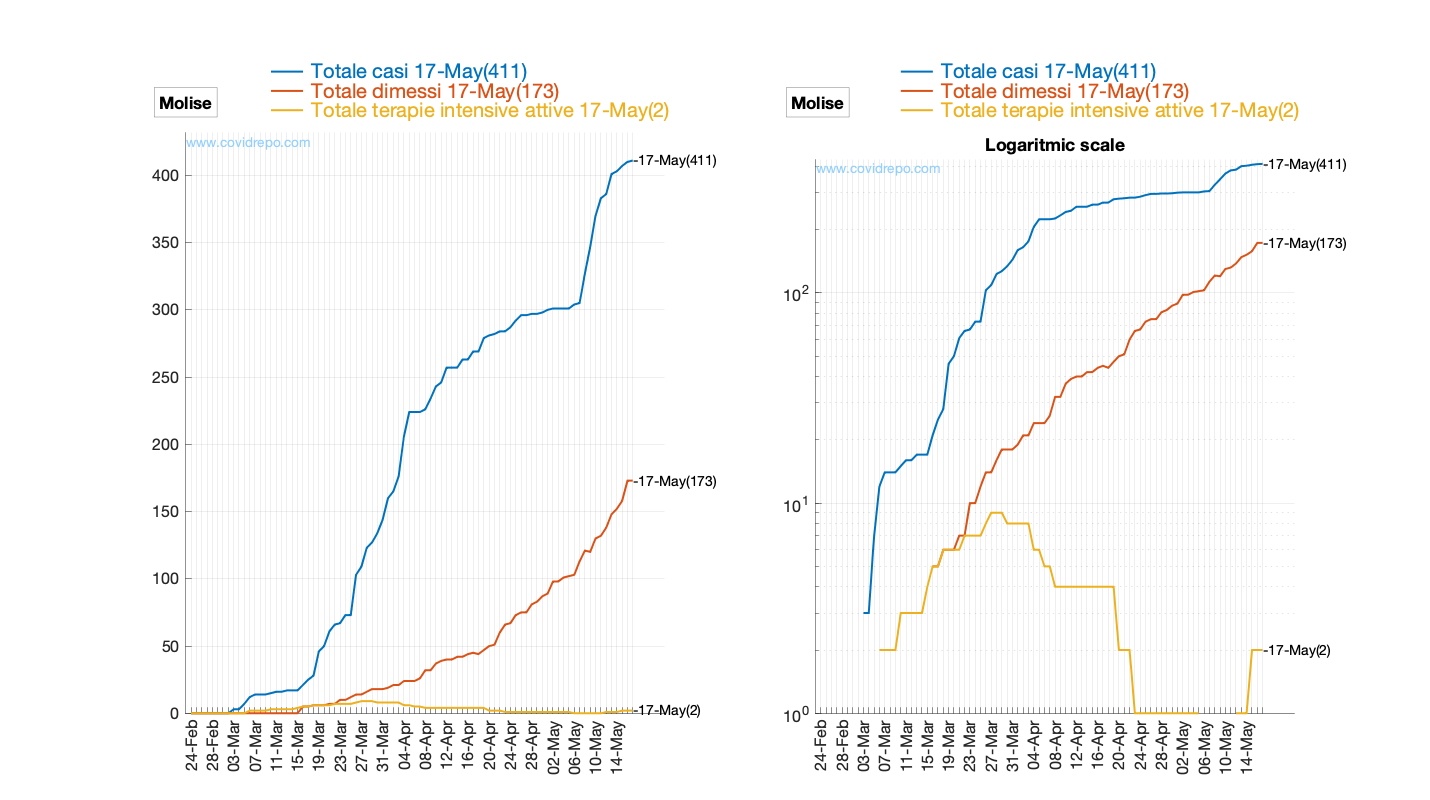 Totale casi 17-May(411)
Totale dimessi 17-May(173)
Totale terapie intensive attive 17-May(2)
Molise
www.covidrepo.com
400
350
300
250
200
150
100
50
0
-17-May(411)
-17-May(173)
-17-May(2)
24-Feb
28-Feb
03-Mar
07-Mar
11-Mar
15-Mar
19-Mar
23-Mar
27-Mar
31-Mar
04-Apr
08-Apr
12-Apr
16-Apr
20-Apr
24-Apr
28-Apr
02-May
06-May
10-May
14-May
Totale casi 17-May(411)
Totale dimessi 17-May(173)
Totale terapie intensive attive 17-May(2)
Molise
Logaritmic scale
www.covidrepo.com
10²
10¹
10⁰
-17-May(411)
-17-May(173)
-17-May(2)
24-Feb
28-Feb
03-Mar
07-Mar
11-Mar
15-Mar
19-Mar
23-Mar
27-Mar
31-Mar
04-Apr
08-Apr
12-Apr
16-Apr
20-Apr
24-Apr
28-Apr
02-May
06-May
10-May
14-May